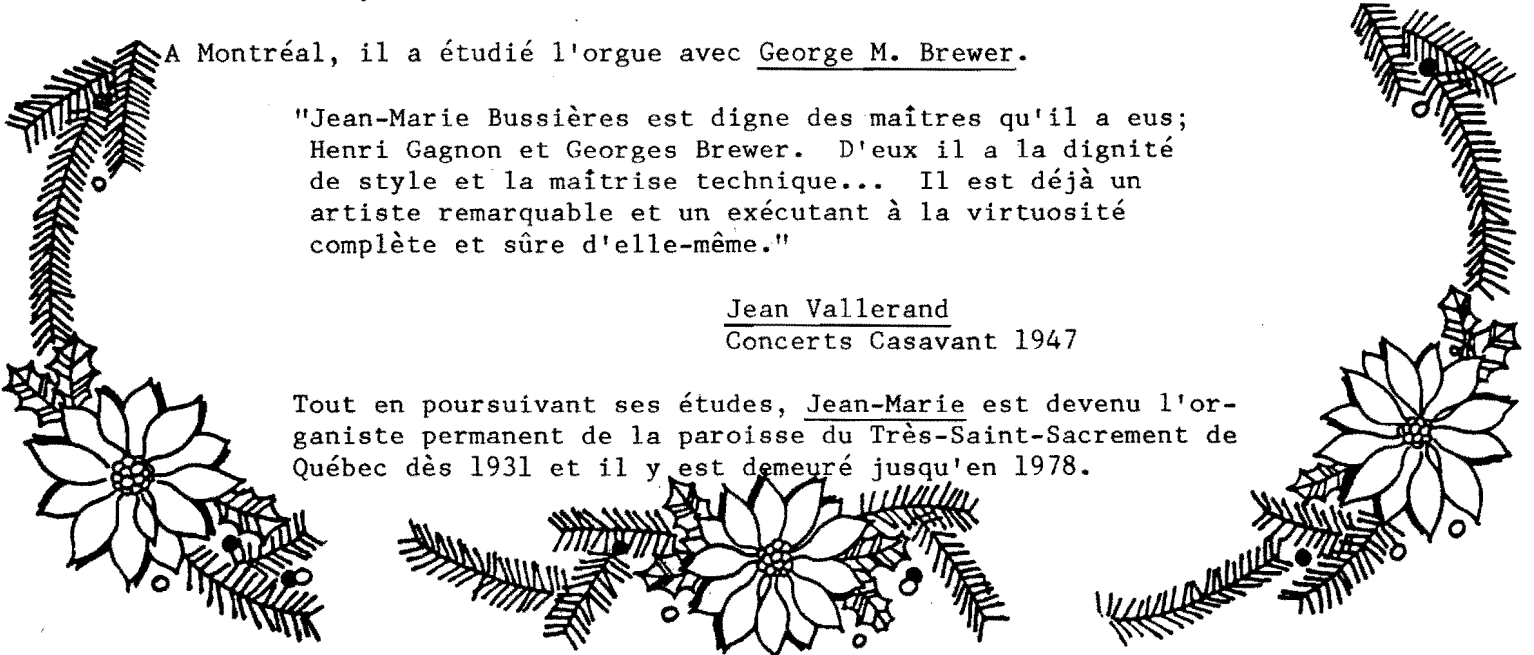 A Montréal, il a étudié l'orgue avec George M. Brewer.
"Jean-Marie Bussières est digne des maîtres qu'il a eus;
Henri Gagnon et Georges Brewer. D'eux il a la dignité
de style et la maîtrise technique... Il est déjà un
artiste remarquable et un exécutant à la virtuosité
complète et sûre d'elle-même."
Jean Vallerand
Concerts Casavant 1947
Tout en poursuivant ses études, Jean-Marie est devenu l'or-
ganiste permanent de la paroisse du Très-Saint-Sacrement de
Québec dès 1931 et il y est demeuré jusqu'en 1978.